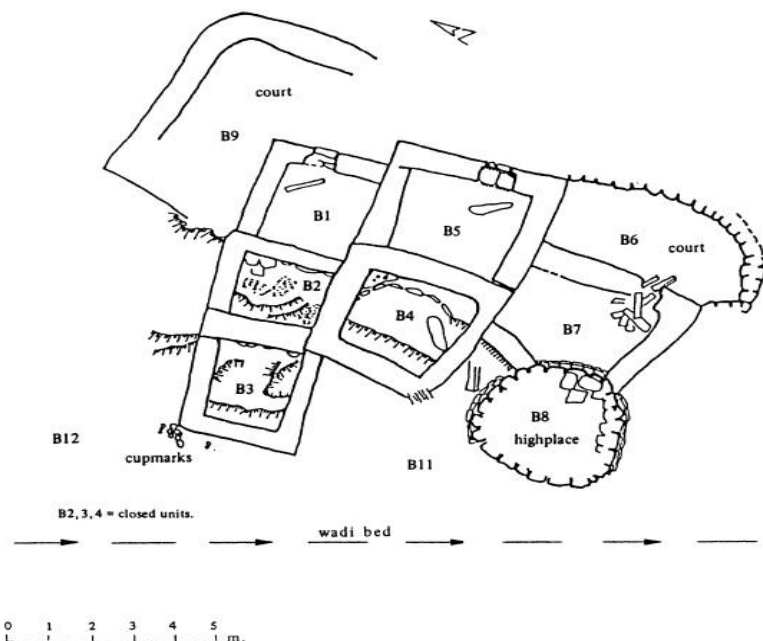 court
B9
B1
B5
B6
court
B2
B4
B7
B3
B8
highplace
B12
cupmarks
B11
B2, 3, 4 = closed units.
wadi bed
0 1 2 3 4 5 m.